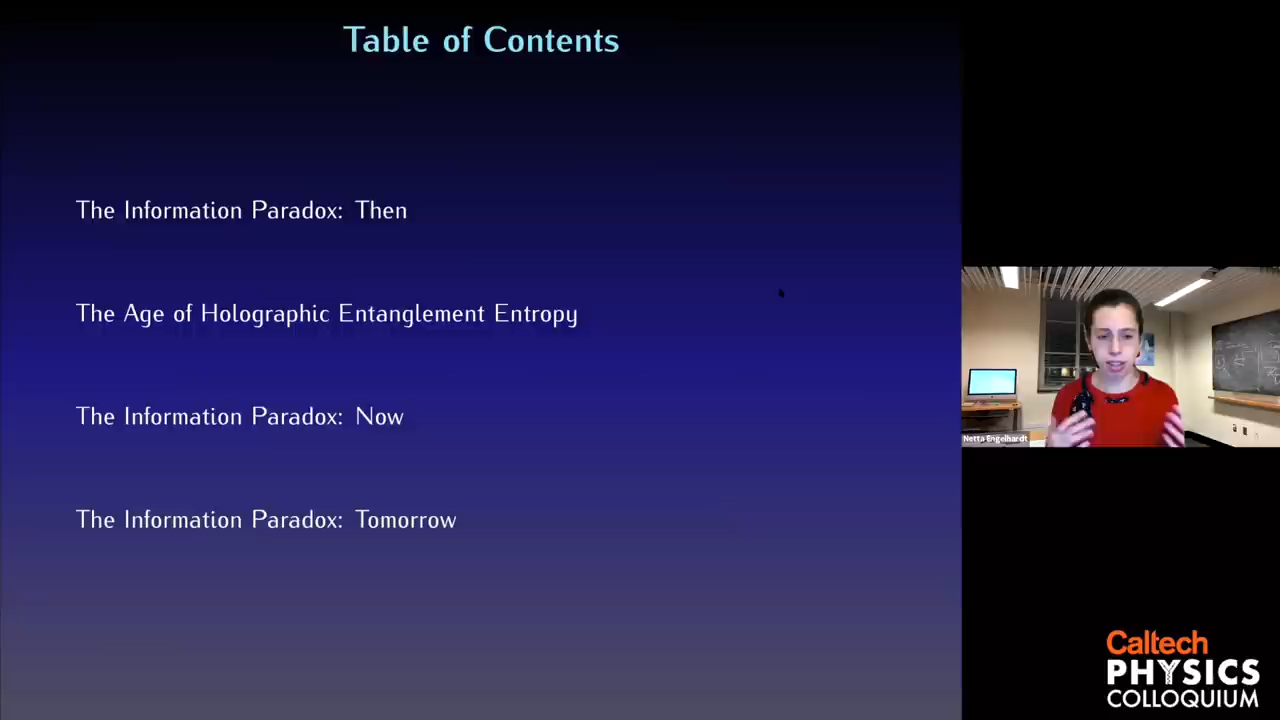 Table of Contents
The Information Paradox: Then
The Age of Holographic Entanglement Entropy
The Information Paradox: Now
The Information Paradox: Tomorrow
Netta Engelhardt
Caltech
PHYSICS
COLLOQUIUM